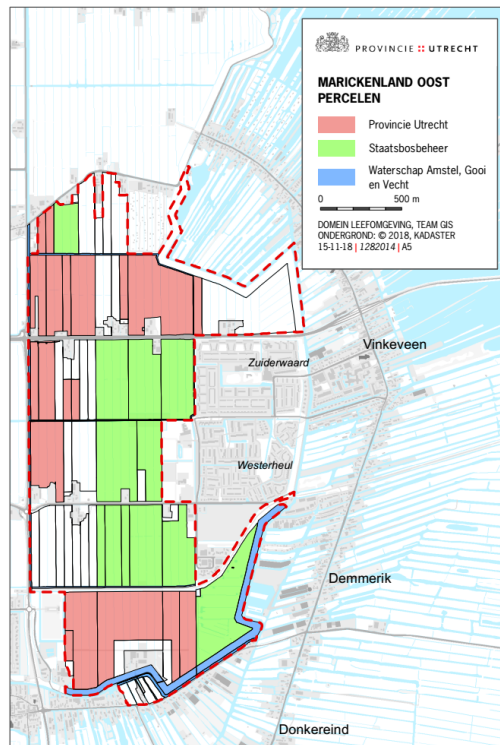 PROVINCIE UTRECHT
MARICKENLAND OOST
PERCELEN
Provincie Utrecht
Staatsbosbeheer
Waterschap Amstel, Gooi
en Vecht
0 500 m
DOMEIN LEEFOMGEVING, TEAM GIS
ONDERGROND: © 2018, KADASTER
15-11-18 | 1282014 | A5
Vinkeveen
Zuiderwaard
Westerheul
Demmerik
Donkereind